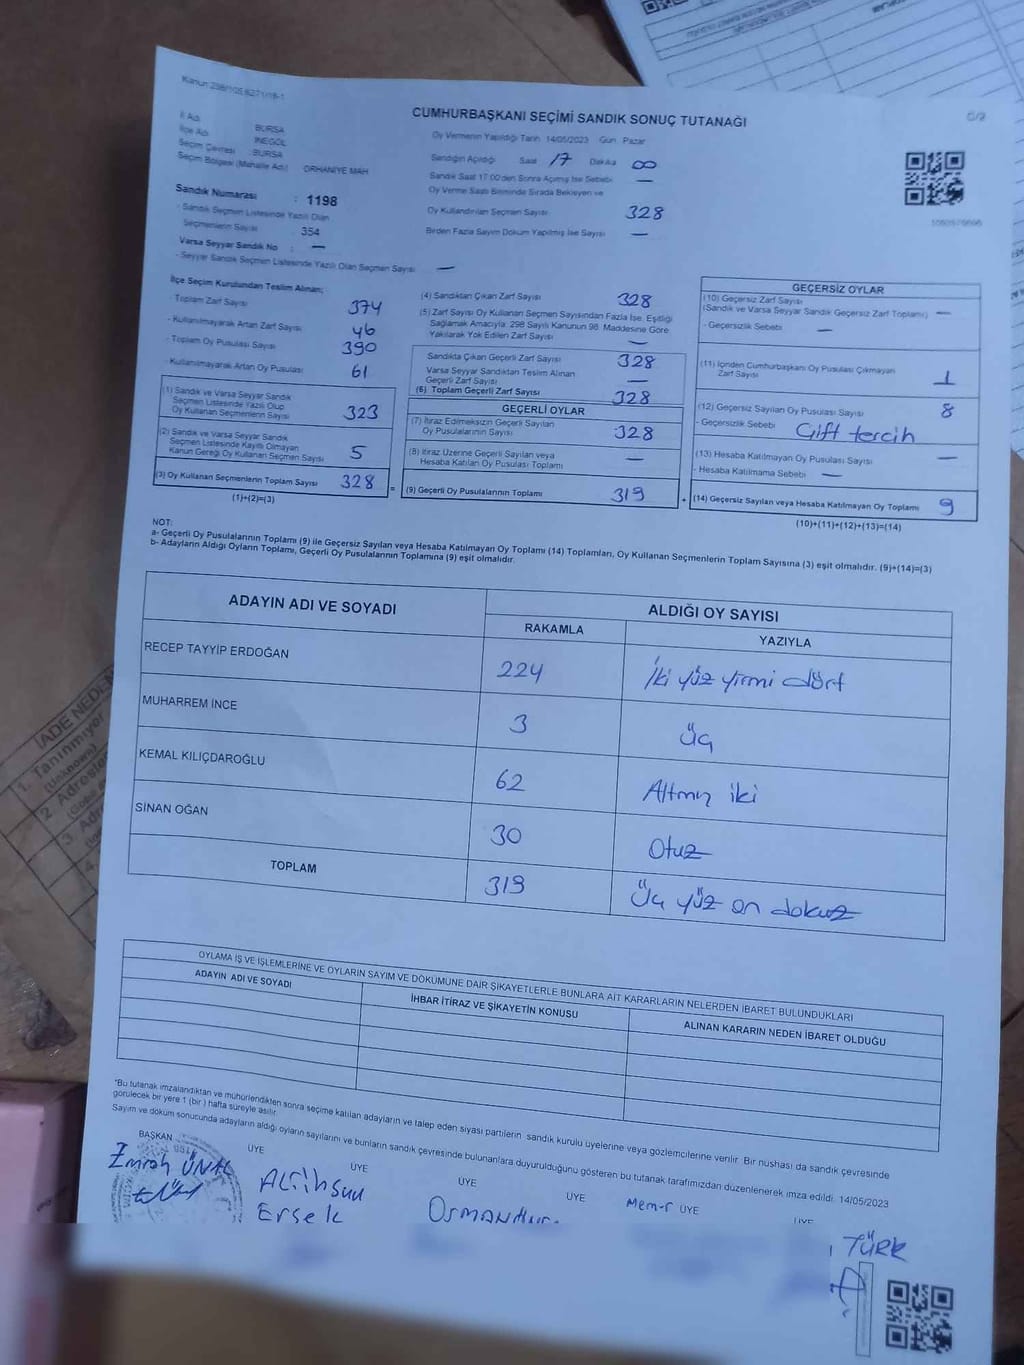 Kanun 298/105,6271/18-1
CUMHURBAŞKANI SEÇİMİ SANDIK SONUÇ TUTANAĞI
İl Adı : BURSA
İlçe Adı : İNEGÖL
Seçim Çevresi : BURSA
Seçim Bölgesi (Mahalle Adı) : ORHANİYE MAH
Sandık Numarası : 1198
- Sandık Seçmen Listesinde Yazılı Olan
Seçmenlerin Sayısı : 354
Varsa Seyyar Sandık No : —
- Seyyar Sandık Seçmen Listesinde Yazılı Olan Seçmen Sayısı : —
Oy Vermenin Yapıldığı Tarih 14/05/2023 Gün Pazar
Sandığın Açıldığı Saat 17 Dakika 00
Sandık Saat 17:00'den Sonra Açılmış İse Sebebi —
Oy Verme Saati Bitiminde Sırada Bekleyen ve
Oy Kullandırılan Seçmen Sayısı 328
Birden Fazla Sayım Döküm Yapılmış İse Sayısı —
İlçe Seçim Kurulundan Teslim Alınan;
- Toplam Zarf Sayısı 374
- Kullanılmayarak Artan Zarf Sayısı 46
- Toplam Oy Pusulası Sayısı 390
- Kullanılmayarak Artan Oy Pusulası 61
(1) Sandık ve Varsa Seyyar Sandık
Seçmen Listesinde Yazılı Olup
Oy Kullanan Seçmenlerin Sayısı 323
(2) Sandık ve Varsa Seyyar Sandık
Seçmen Listesinde Kayıtlı Olmayan
Kanun Gereği Oy Kullanan Seçmen Sayısı 5
(3) Oy Kullanan Seçmenlerin Toplam Sayısı 328
(1)+(2)=(3)
(4) Sandıktan Çıkan Zarf Sayısı 328
(5) Zarf Sayısı Oy Kullanan Seçmen Sayısından Fazla İse, Eşitliği
Sağlamak Amacıyla; 298 Sayılı Kanunun 98. Maddesine Göre
Yakılarak Yok Edilen Zarf Sayısı —
Sandıkta Çıkan Geçerli Zarf Sayısı 328
Varsa Seyyar Sandıktan Teslim Alınan
Geçerli Zarf Sayısı —
(6) Toplam Geçerli Zarf Sayısı 328
GEÇERLİ OYLAR
(7) İtiraz Edilmeksizin Geçerli Sayılan
Oy Pusulalarının Sayısı 328
(8) İtiraz Üzerine Geçerli Sayılan veya
Hesaba Katılan Oy Pusulası Toplamı —
= (9) Geçerli Oy Pusulalarının Toplamı 319
GEÇERSİZ OYLAR
(10) Geçersiz Zarf Sayısı
(Sandık ve Varsa Seyyar Sandık Geçersiz Zarf Toplamı) —
- Geçersizlik Sebebi —
(11) İçinden Cumhurbaşkanı Oy Pusulası Çıkmayan
Zarf Sayısı 1
(12) Geçersiz Sayılan Oy Pusulası Sayısı 8
- Geçersizlik Sebebi Çift tercih
(13) Hesaba Katılmayan Oy Pusulası Sayısı —
- Hesaba Katılmama Sebebi —
+ (14) Geçersiz Sayılan veya Hesaba Katılmayan Oy Toplamı 9
(10)+(11)+(12)+(13)=(14)
NOT:
a- Geçerli Oy Pusulalarının Toplamı (9) ile Geçersiz Sayılan veya Hesaba Katılmayan Oy Toplamı (14) Toplamları, Oy Kullanan Seçmenlerin Toplam Sayısına (3) eşit olmalıdır. (9)+(14)=(3)
b- Adayların Aldığı Oyların Toplamı, Geçerli Oy Pusulalarının Toplamına (9) eşit olmalıdır.
ADAYIN ADI VE SOYADI
ALDIĞI OY SAYISI
RAKAMLA YAZIYLA
RECEP TAYYİP ERDOĞAN 224 İki yüz yirmi dört
MUHARREM İNCE 3 Üç
KEMAL KILIÇDAROĞLU 62 Altmış iki
SİNAN OĞAN 30 Otuz
TOPLAM 319 Üç yüz on dokuz
OYLAMA İŞ VE İŞLEMLERİNE VE OYLARIN SAYIM VE DÖKÜMÜNE DAİR ŞİKAYETLERLE BUNLARA AİT KARARLARIN NELERDEN İBARET BULUNDUKLARI
ADAYIN ADI VE SOYADI
İHBAR İTİRAZ VE ŞİKAYETİN KONUSU
ALINAN KARARIN NEDEN İBARET OLDUĞU
*Bu tutanak imzalandıktan ve mühürlendikten sonra seçime katılan adayların ve talep eden siyasi partilerin sandık kurulu üyelerine veya gözlemcilerine verilir. Bir nüshası da sandık çevresinde
görülecek bir yere 1 (bir) hafta süreyle asılır.
Sayım ve döküm sonucunda adayların aldığı oyların sayılarını ve bunların sandık çevresinde bulunanlara duyurulduğunu gösteren bu tutanak tarafımızdan düzenlenerek imza edildi. 14/05/2023
BAŞKAN ÜYE ÜYE ÜYE ÜYE ÜYE ÜYE
Emrah ÜNAL
Alfihsun
Ersek
Memur
TÜRK
İADE NEDEN
1. Tanınmıyor
(Unknown)
2. Adresten
3. Adre
4.